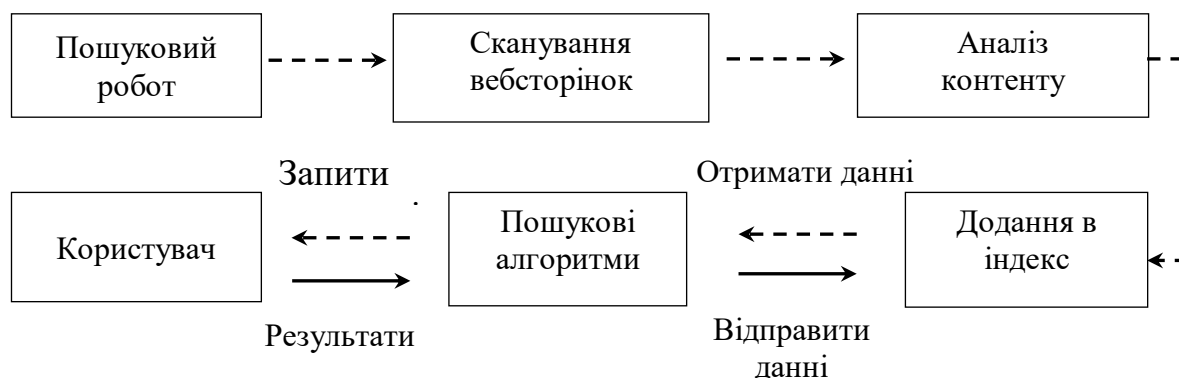 Пошуковий
робот
Сканування
вебсторінок
Аналіз
контенту
Запити
Отримати данні
Користувач
Пошукові
алгоритми
Додання в
індекс
Результати
Відправити
данні